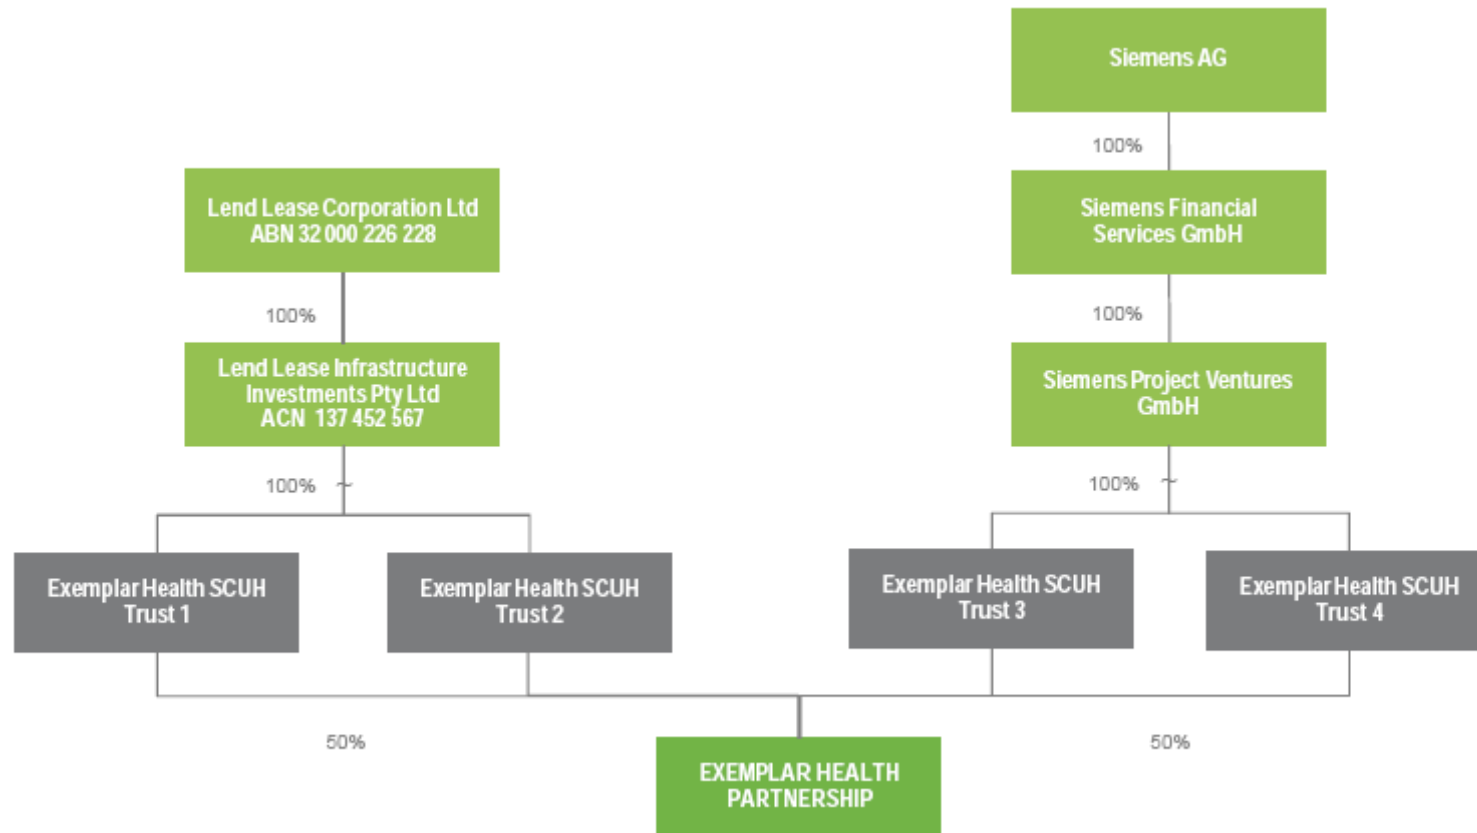 Siemens AG
100%
Lend Lease Corporation Ltd
ABN 32 000 226 228
Siemens Financial
Services GmbH
100%
100%
Lend Lease Infrastructure
Investments Pty Ltd
ACN 137 452 567
Siemens Project Ventures
GmbH
100% ~
100% ~
Exemplar Health SCUH
Trust 1
Exemplar Health SCUH
Trust 2
Exemplar Health SCUH
Trust 3
Exemplar Health SCUH
Trust 4
50%
50%
EXEMPLAR HEALTH
PARTNERSHIP